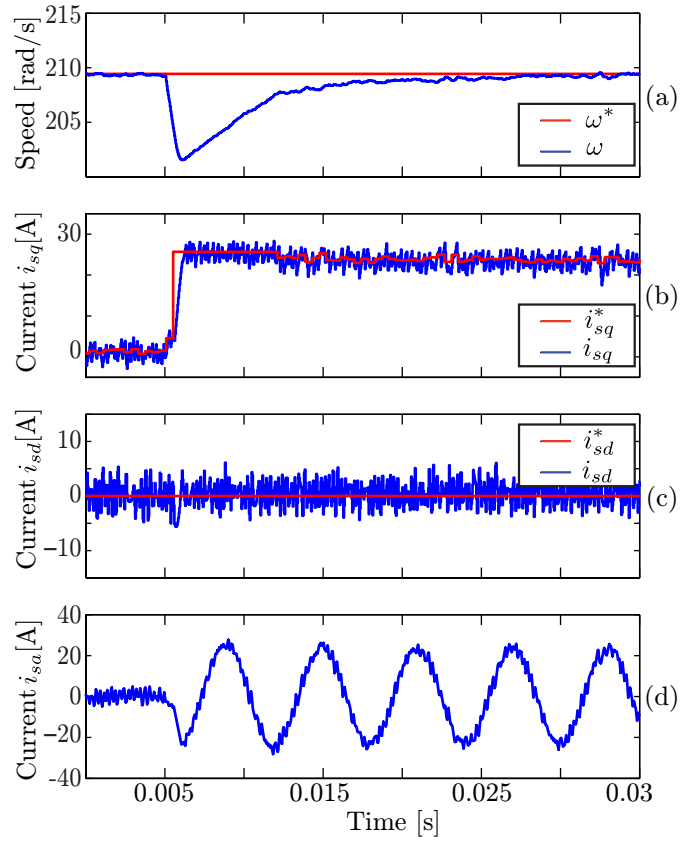 215
210
205
Speed [rad/s]
ω*
ω
(a)
30
0
Current i_sq[A]
i*_sq
i_sq
(b)
10
0
−10
Current i_sd[A]
i*_sd
i_sd
(c)
40
20
0
-20
-40
Current i_sa[A]
(d)
0.005 0.015 0.025 0.03
Time [s]